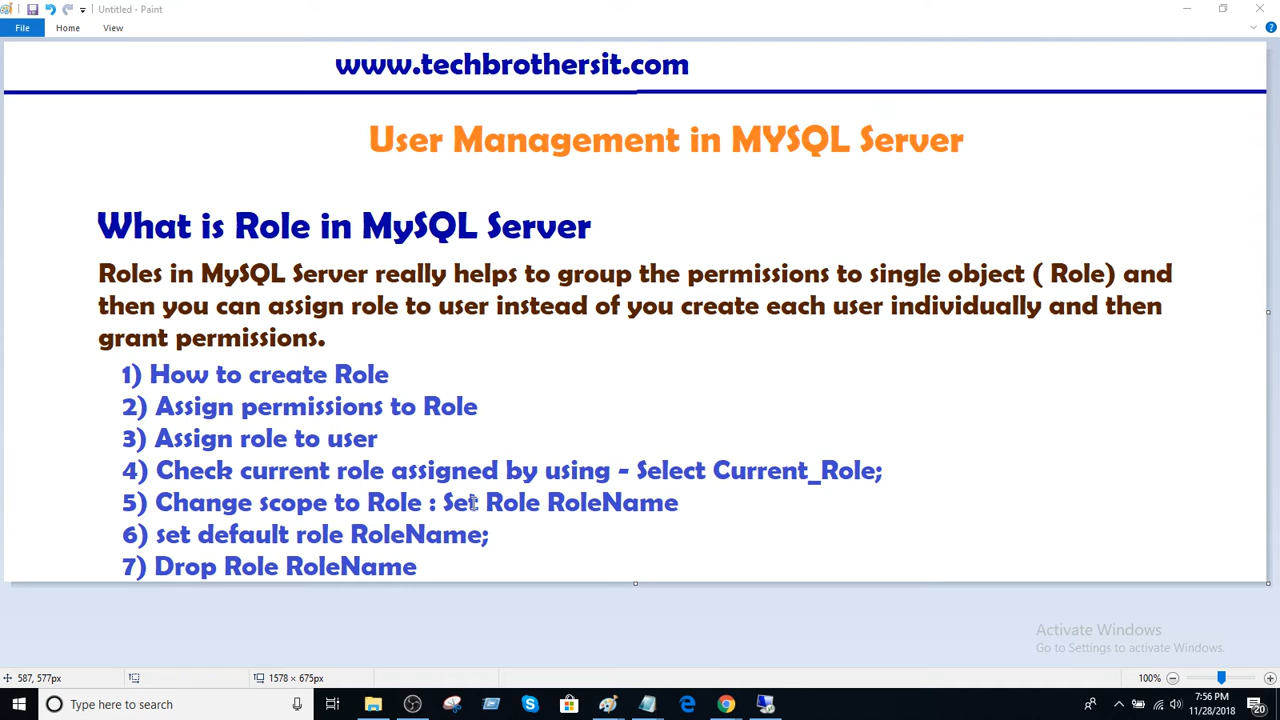 Untitled - Paint
File Home View
www.techbrothersit.com
User Management in MYSQL Server
What is Role in MySQL Server
Roles in MySQL Server really helps to group the permissions to single object ( Role) and
then you can assign role to user instead of you create each user individually and then
grant permissions.
1) How to create Role
2) Assign permissions to Role
3) Assign role to user
4) Check current role assigned by using - Select Current_Role;
5) Change scope to Role : Set Role RoleName
6) set default role RoleName;
7) Drop Role RoleName
Activate Windows
Go to Settings to activate Windows.
587, 577px 1578 × 675px 100%
Type here to search
7:56 PM
11/28/2018
20